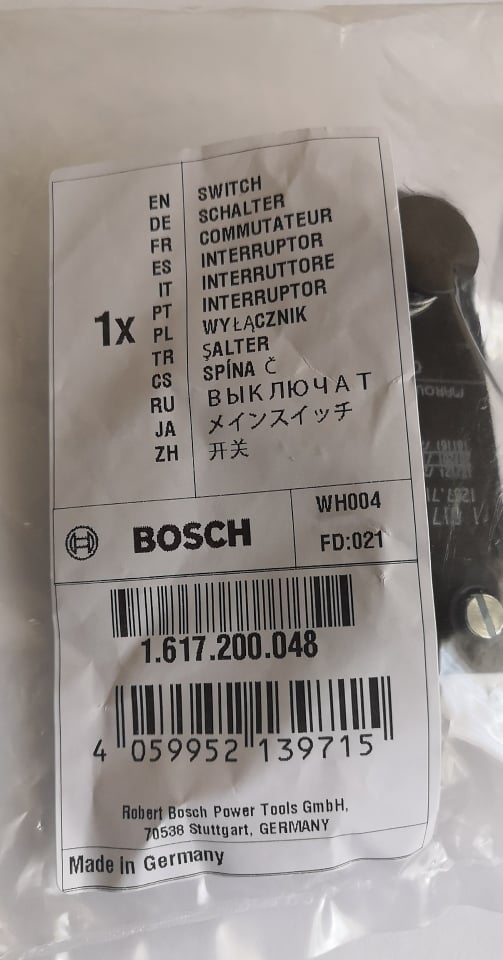 EN SWITCH
DE SCHALTER
FR COMMUTATEUR
ES INTERRUPTOR
IT INTERRUTTORE
PT INTERRUPTOR
PL WYŁĄCZNIK
TR ŞALTER
CS SPÍNA Č
RU ВЫКЛЮЧАТ
JA メインスイッチ
ZH 开关
1x
BOSCH
WH004
FD:021
1.617.200.048
4 059952 139715
Robert Bosch Power Tools GmbH,
70538 Stuttgart, GERMANY
Made in Germany